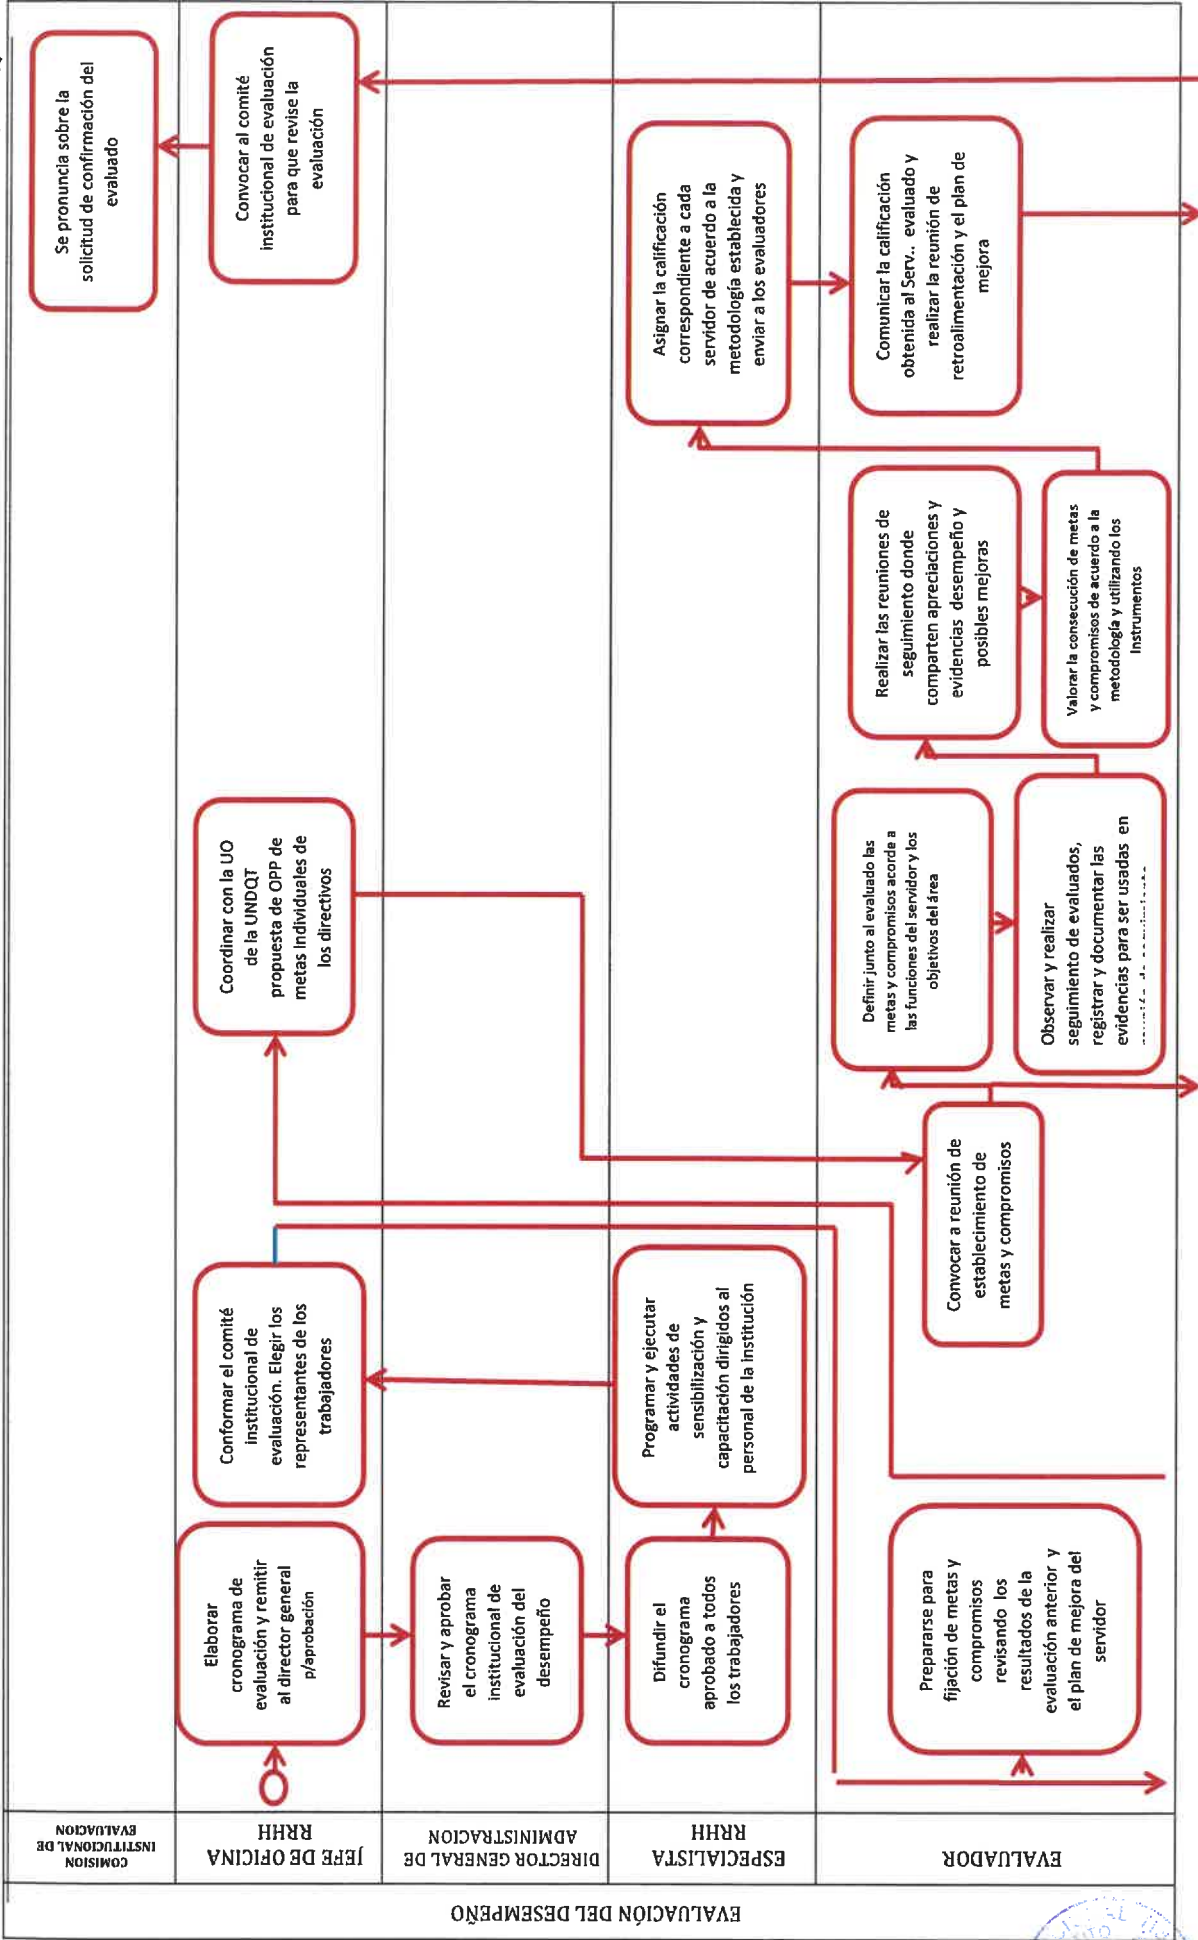 EVALUACIÓN DEL DESEMPEÑO
COMISION
INSTITUCIONAL DE
EVALUACION
Se pronuncia sobre la
solicitud de confirmación del
evaluado
JEFE DE OFICINA
RRHH
Elaborar
cronograma de
evaluación y remitir
al director general
p/aprobación
Conformar el comité
institucional de
evaluación. Elegir los
representantes de los
trabajadores
Coordinar con la UO
de la UNDQT
propuesta de OPP de
metas Individuales de
los directivos
Convocar al comité
institucional de evaluación
para que revise la
evaluación
DIRECTOR GENERAL DE
ADMINISTRACION
Revisar y aprobar
el cronograma
institucional de
evaluación del
desempeño
ESPECIALISTA
RRHH
Difundir el
cronograma
aprobado a todos
los trabajadores
Programar y ejecutar
actividades de
sensibilización y
capacitación dirigidos al
personal de la institución
Asignar la calificación
correspondiente a cada
servidor de acuerdo a la
metodología establecida y
enviar a los evaluadores
EVALUADOR
Prepararse para
fijación de metas y
compromisos
revisando los
resultados de la
evaluación anterior y
el plan de mejora del
servidor
Convocar a reunión de
establecimiento de
metas y compromisos
Definir junto al evaluado las
metas y compromisos acorde a
las funciones del servidor y los
objetivos del área
Observar y realizar
seguimiento de evaluados,
registrar y documentar las
evidencias para ser usadas en
Realizar las reuniones de
seguimiento donde
comparten apreciaciones y
evidencias desempeño y
posibles mejoras
Valorar la consecución de metas
y compromisos de acuerdo a la
metodología y utilizando los
Instrumentos
Comunicar la calificación
obtenida al Serv.. evaluado y
realizar la reunión de
retroalimentación y el plan de
mejora